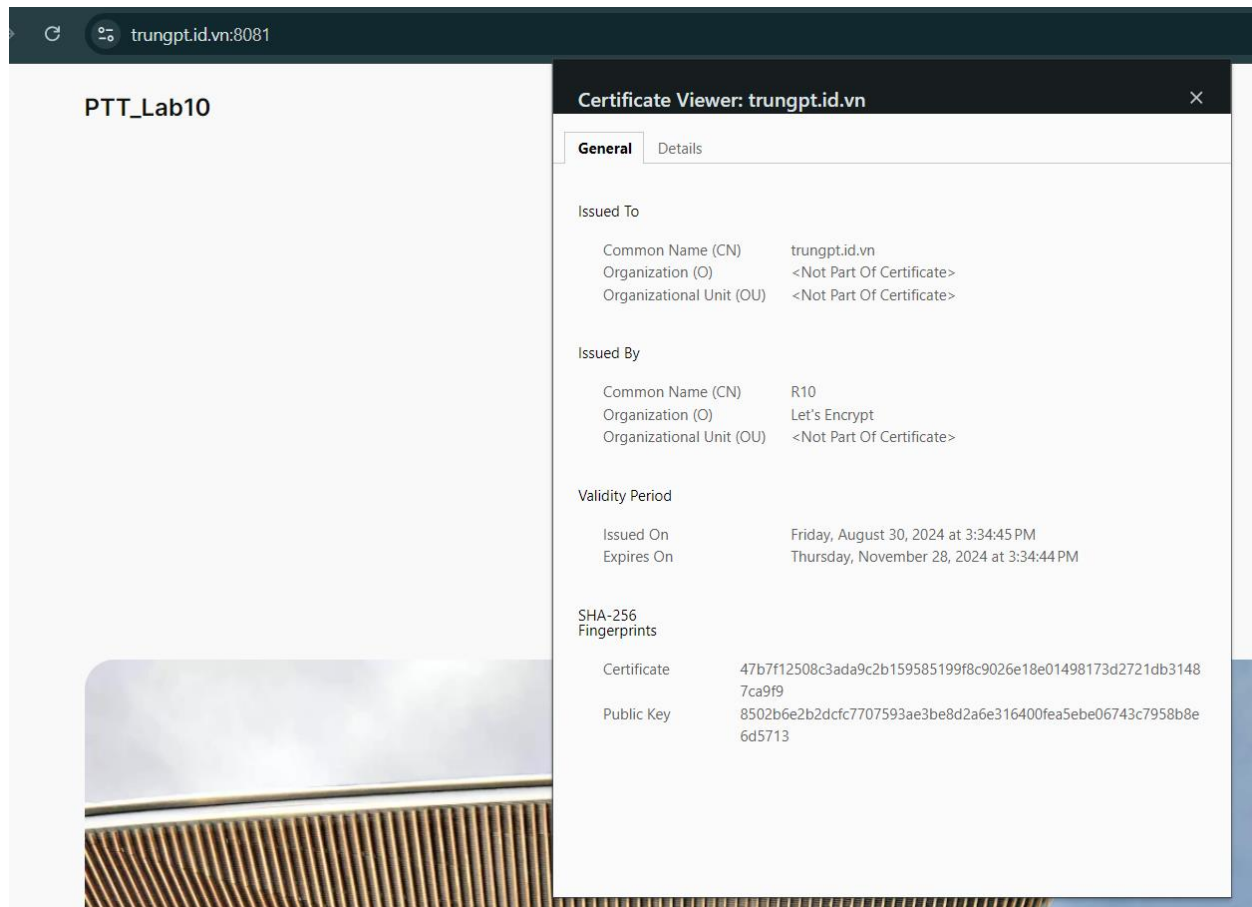 trungpt.id.vn:8081
PTT_Lab10
Certificate Viewer: trungpt.id.vn
General Details
Issued To
Common Name (CN) trungpt.id.vn
Organization (O) <Not Part Of Certificate>
Organizational Unit (OU) <Not Part Of Certificate>
Issued By
Common Name (CN) R10
Organization (O) Let's Encrypt
Organizational Unit (OU) <Not Part Of Certificate>
Validity Period
Issued On Friday, August 30, 2024 at 3:34:45 PM
Expires On Thursday, November 28, 2024 at 3:34:44 PM
SHA-256
Fingerprints
Certificate 47b7f12508c3ada9c2b159585199f8c9026e18e01498173d2721db3148
7ca9f9
Public Key 8502b6e2b2dcfc7707593ae3be8d2a6e316400fea5ebe06743c7958b8e
6d5713